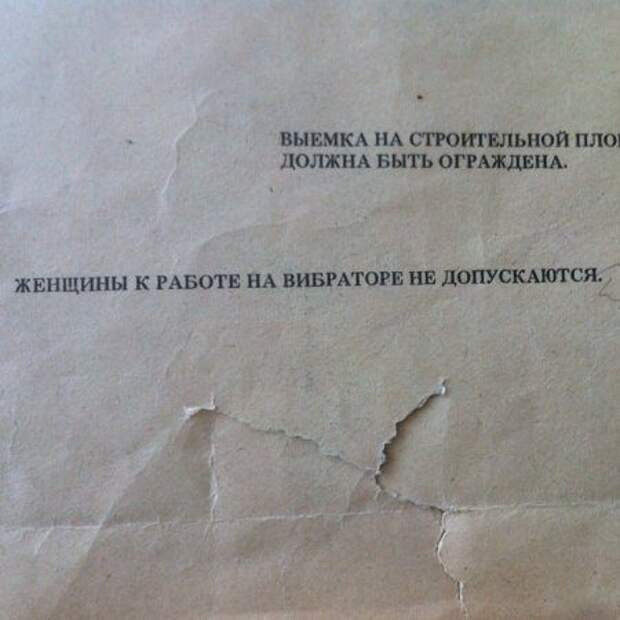 ВЫЕМКА НА СТРОИТЕЛЬНОЙ
ДОЛЖНА БЫТЬ ОГРАЖДЕНА.
ЖЕНЩИНЫ К РАБОТЕ НА ВИБРАТОРЕ НЕ ДОПУСКАЮТСЯ.